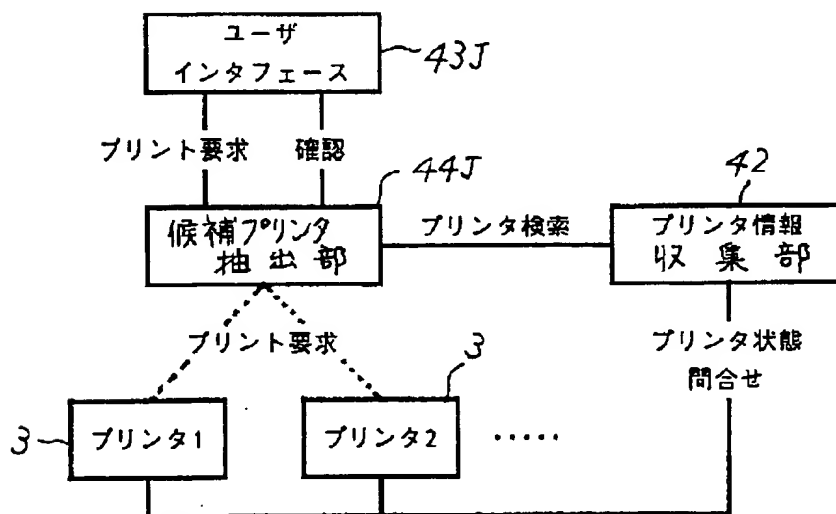 ユーザ
インタフェース
43J
プリント要求
確認
44J
42
候補プリンタ
抽出部
プリンタ検索
プリンタ情報
収集部
プリント要求
プリンタ状態
問合せ
3
3
プリンタ1
プリンタ2
.....